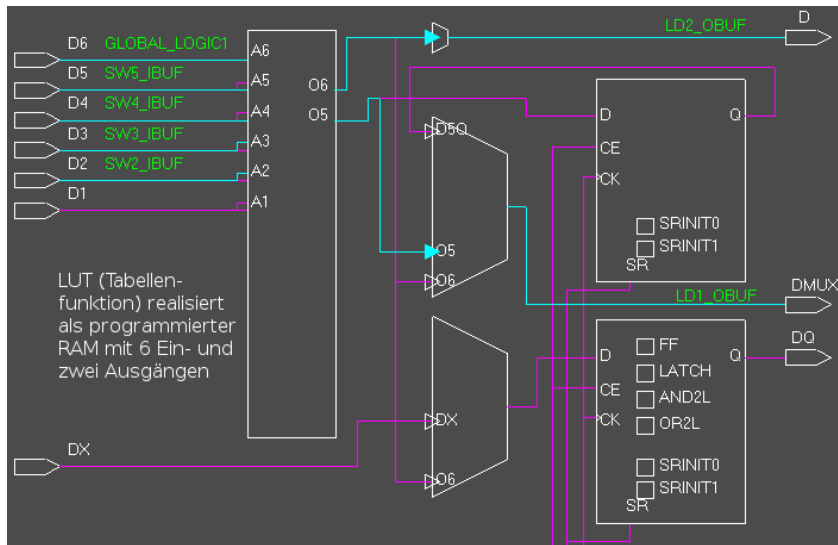 D6 GLOBAL_LOGIC1
D5 SW5_IBUF
D4 SW4_IBUF
D3 SW3_IBUF
D2 SW2_IBUF
D1
A6
A5
A4
A3
A2
A1
O6
O5
LUT (Tabellen-
funktion) realisiert
als programmierter
RAM mit 6 Ein- und
zwei Ausgängen
DX
D5Q
O5
O6
DX
O6
LD2_OBUF
D
D
Q
CE
CK
SRINIT0
SRINIT1
SR
LD1_OBUF
DMUX
DQ
D
Q
CE
CK
FF
LATCH
AND2L
OR2L
SRINIT0
SRINIT1
SR